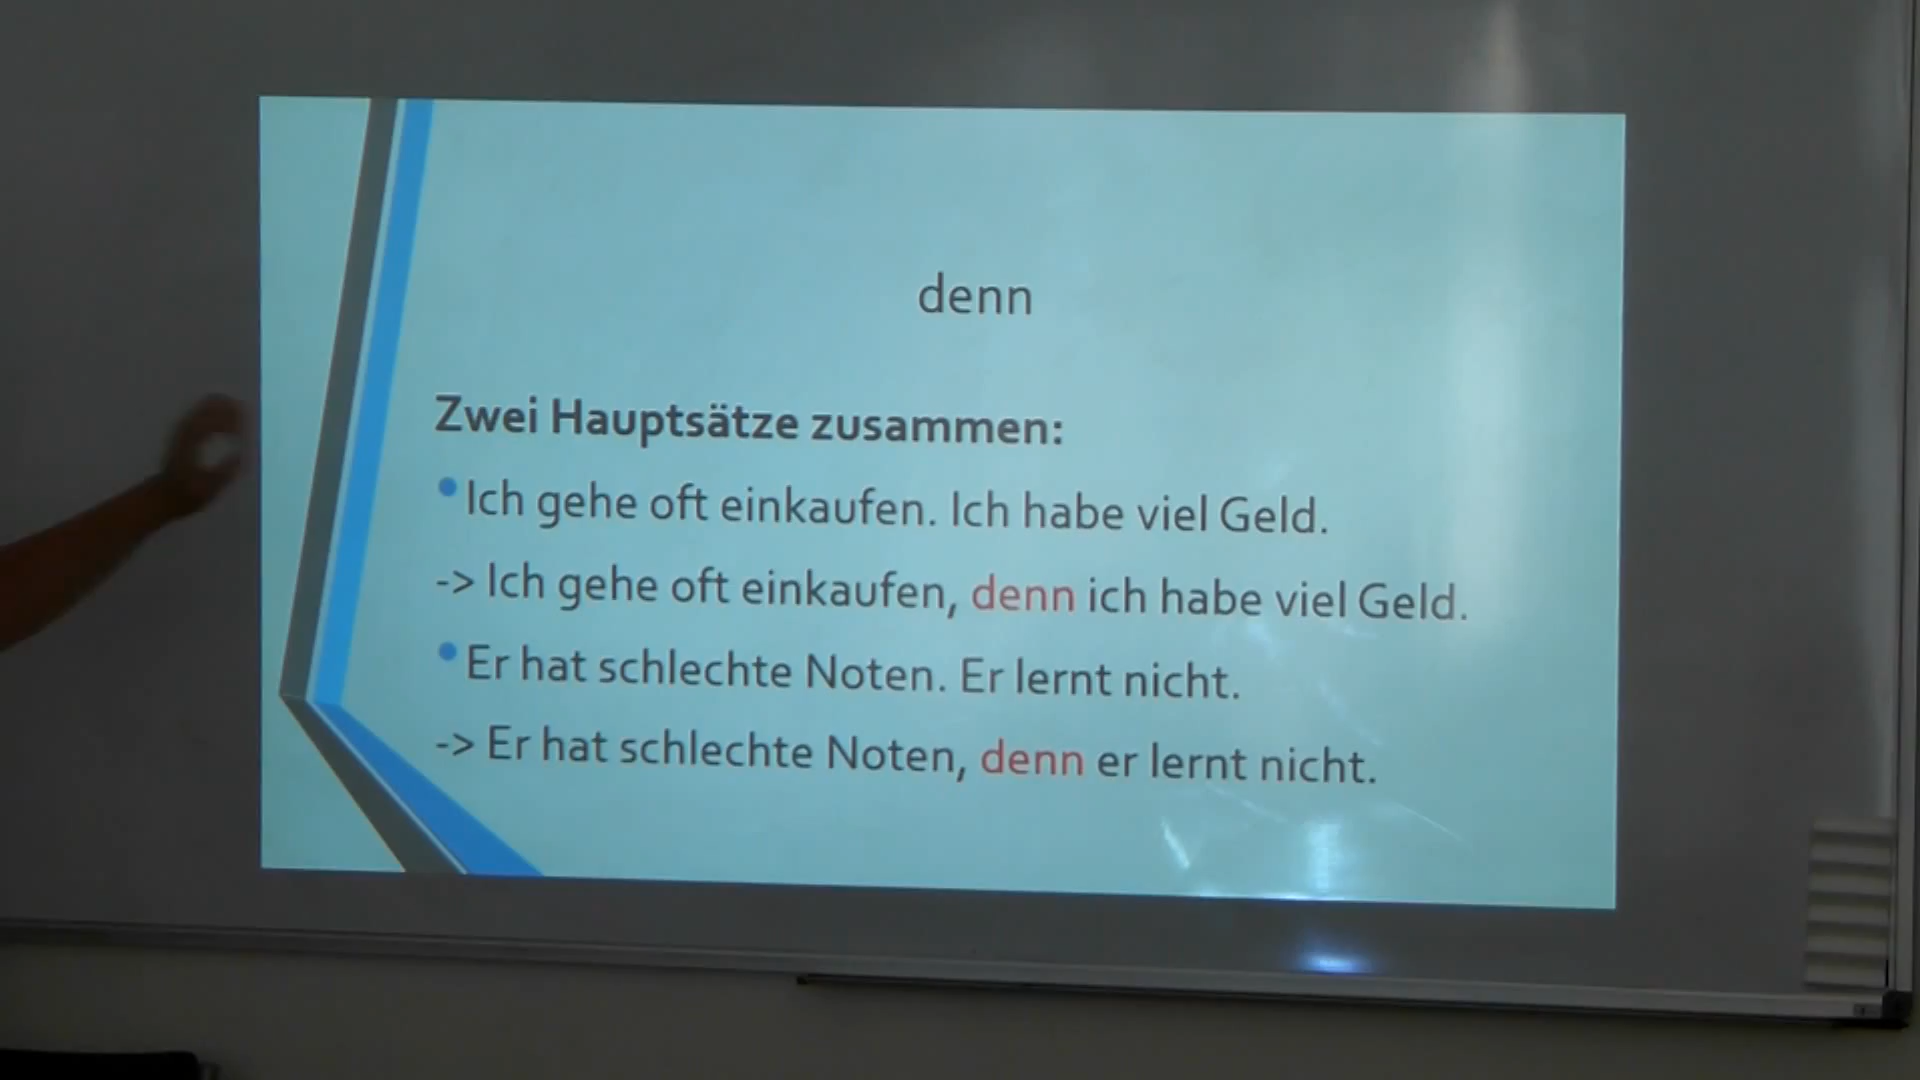 denn
Zwei Hauptsätze zusammen:
•Ich gehe oft einkaufen. Ich habe viel Geld.
-> Ich gehe oft einkaufen, denn ich habe viel Geld.
•Er hat schlechte Noten. Er lernt nicht.
-> Er hat schlechte Noten, denn er lernt nicht.